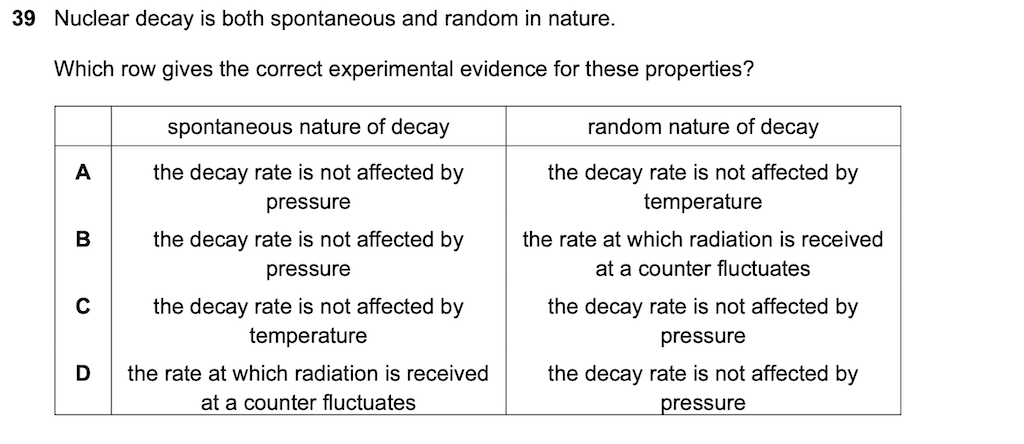 39 Nuclear decay is both spontaneous and random in nature.
Which row gives the correct experimental evidence for these properties?
spontaneous nature of decay random nature of decay
A the decay rate is not affected by pressure the decay rate is not affected by temperature
B the decay rate is not affected by pressure the rate at which radiation is received at a counter fluctuates
C the decay rate is not affected by temperature the decay rate is not affected by pressure
D the rate at which radiation is received at a counter fluctuates the decay rate is not affected by pressure